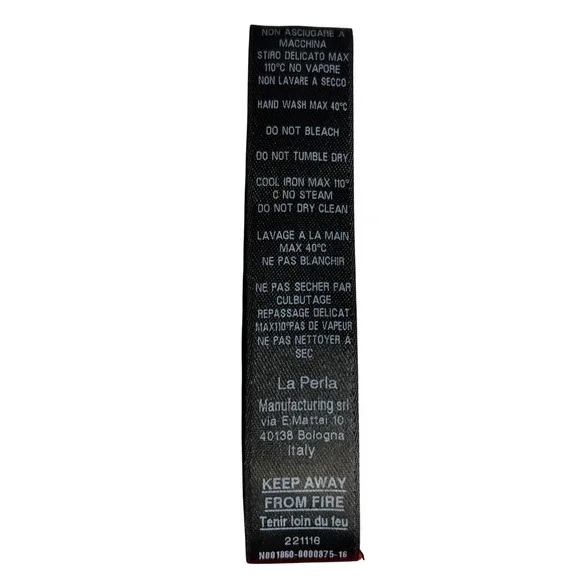 NON ASCIUGARE A
MACCHINA
STIRO DELICATO MAX
110°C NO VAPORE
NON LAVARE A SECCO
HAND WASH MAX 40°C
DO NOT BLEACH
DO NOT TUMBLE DRY
COOL IRON MAX 110°
C NO STEAM
DO NOT DRY CLEAN
LAVAGE A LA MAIN
MAX 40°C
NE PAS BLANCHIR
NE PAS SECHER PAR
CULBUTAGE
REPASSAGE DELICAT
MAX110°PAS DE VAPEUR
NE PAS NETTOYER A
SEC
La Perla
Manufacturing srl
via E.Mattei 10
40138 Bologna
Italy
KEEP AWAY
FROM FIRE
Tenir loin du feu
221116
N001860-0000875-16